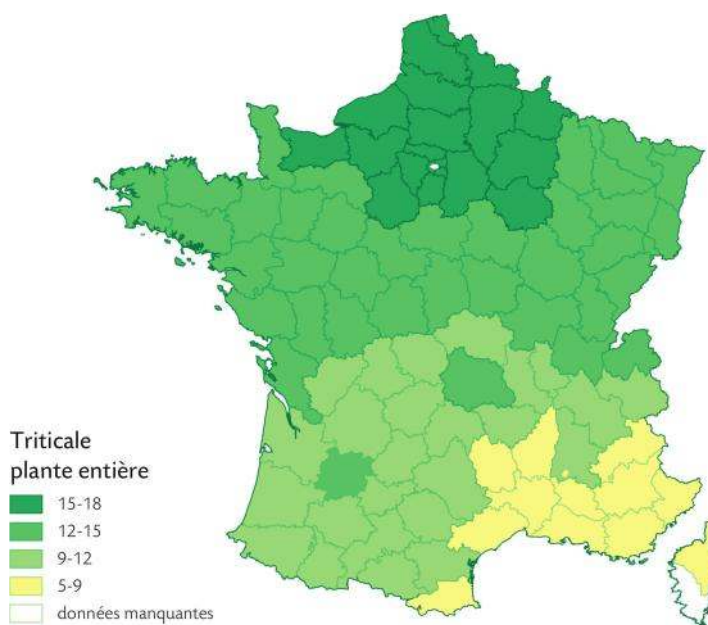 Triticale
plante entière
15-18
12-15
9-12
5-9
données manquantes